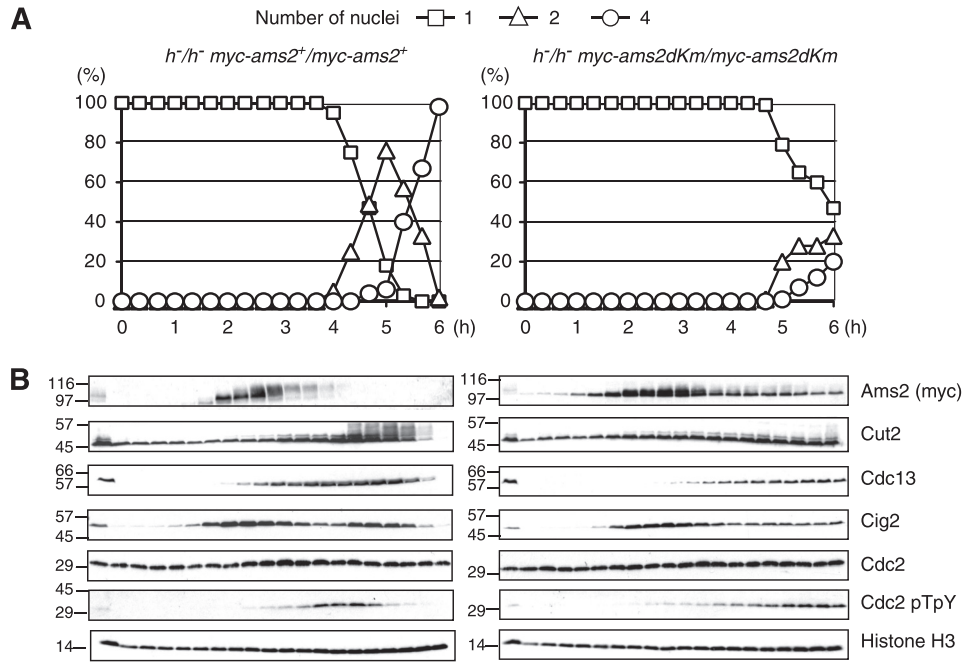 A
Number of nuclei 1 2 4
h-/h- myc-ams2+/myc-ams2+
h-/h- myc-ams2dKm/myc-ams2dKm
(%)
100
80
60
40
20
0
0 1 2 3 4 5 6 (h)
(%)
100
80
60
40
20
0
0 1 2 3 4 5 6 (h)
B
116
97
116
97
Ams2 (myc)
57
45
57
45
Cut2
66
57
66
57
Cdc13
57
45
57
45
Cig2
29
29
Cdc2
45
29
29
Cdc2 pTpY
14
14
Histone H3